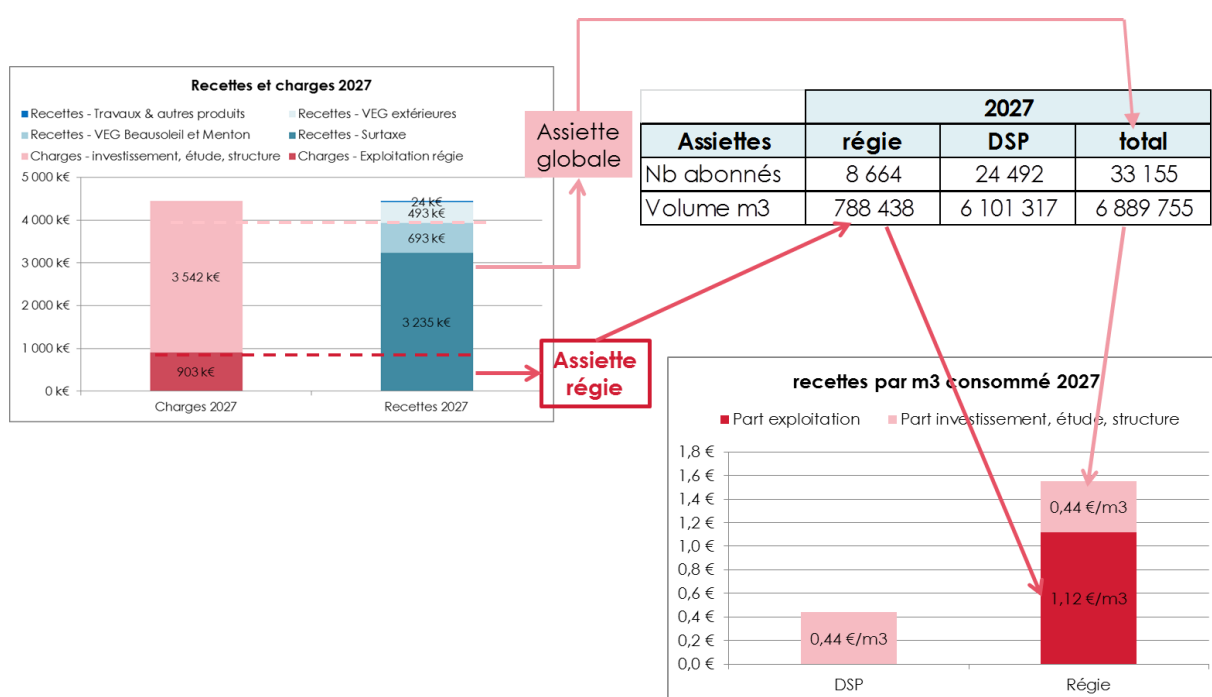 Recettes et charges 2027
Recettes - Travaux & autres produits
Recettes - VEG extérieures
Recettes - VEG Beausoleil et Menton
Recettes - Surtaxe
Charges - investissement, étude, structure
Charges - Exploitation régie
5 000 k€
4 000 k€
3 000 k€
2 000 k€
1 000 k€
0 k€
3 542 k€
903 k€
24 k€
493 k€
693 k€
3 235 k€
Charges 2027
Recettes 2027
Assiette
globale
Assiette
régie
2027
Assiettes régie DSP total
Nb abonnés 8 664 24 492 33 155
Volume m3 788 438 6 101 317 6 889 755
recettes par m3 consommé 2027
Part exploitation
Part investissement, étude, structure
1,8 €
1,6 €
1,4 €
1,2 €
1,0 €
0,8 €
0,6 €
0,4 €
0,2 €
0,0 €
0,44 €/m3
0,44 €/m3
1,12 €/m3
DSP
Régie